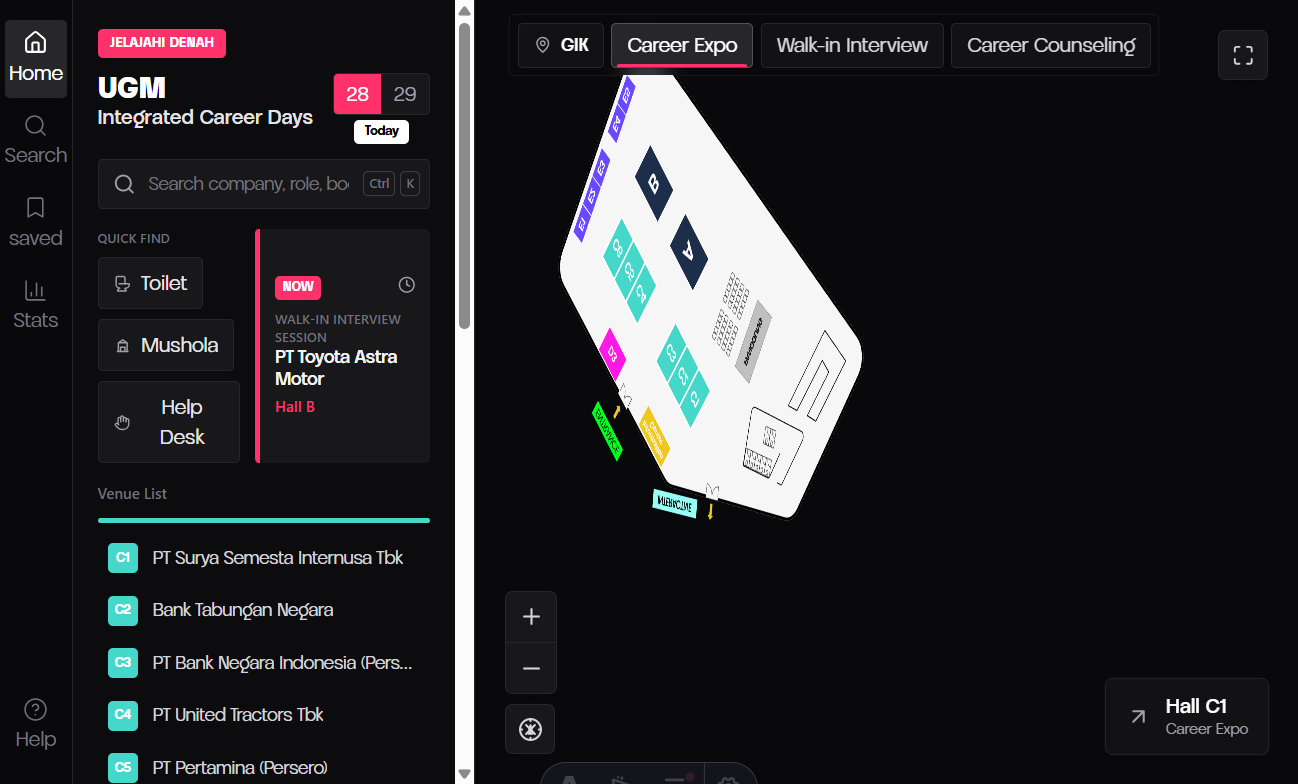 Home
Search
saved
Stats
Help
JELAJAHI DENAH
UGM
Integrated Career Days
28
29
Today
Search company, role, bo
Ctrl
K
QUICK FIND
Toilet
Mushola
Help
Desk
NOW
WALK-IN INTERVIEW
SESSION
PT Toyota Astra
Motor
Hall B
Venue List
C1
PT Surya Semesta Internusa Tbk
C2
Bank Tabungan Negara
C3
PT Bank Negara Indonesia (Pers...
C4
PT United Tractors Tbk
C5
PT Pertamina (Persero)
GIK
Career Expo
Walk-in Interview
Career Counseling
B
A
D3
Hall C1
Career Expo